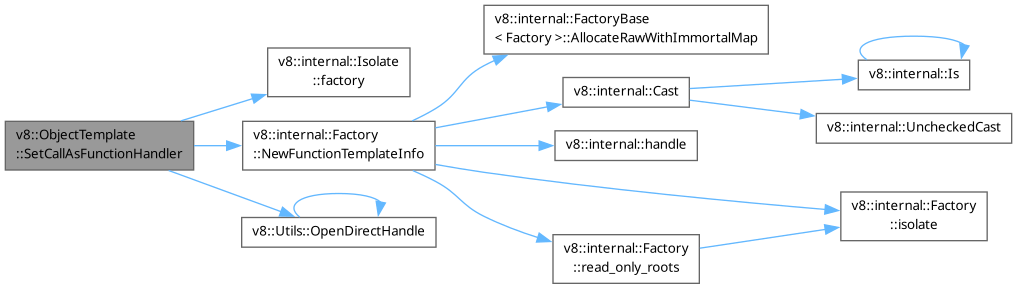 v8::ObjectTemplate
::SetCallAsFunctionHandler
v8::internal::Isolate
::factory
v8::internal::Factory
::NewFunctionTemplateInfo
v8::Utils::OpenDirectHandle
v8::internal::FactoryBase
< Factory >::AllocateRawWithImmortalMap
v8::internal::Cast
v8::internal::handle
v8::internal::Factory
::read_only_roots
v8::internal::Is
v8::internal::UncheckedCast
v8::internal::Factory
::isolate